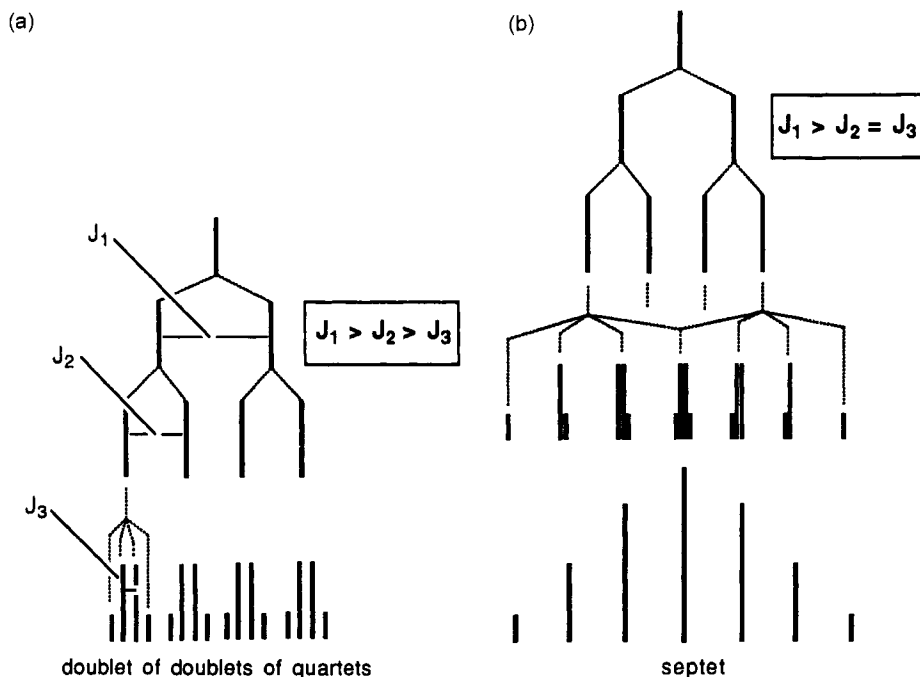 (a)
J₁
J₂
J₃
J₁ > J₂ > J₃
doublet of doublets of quartets
(b)
J₁ > J₂ = J₃
septet